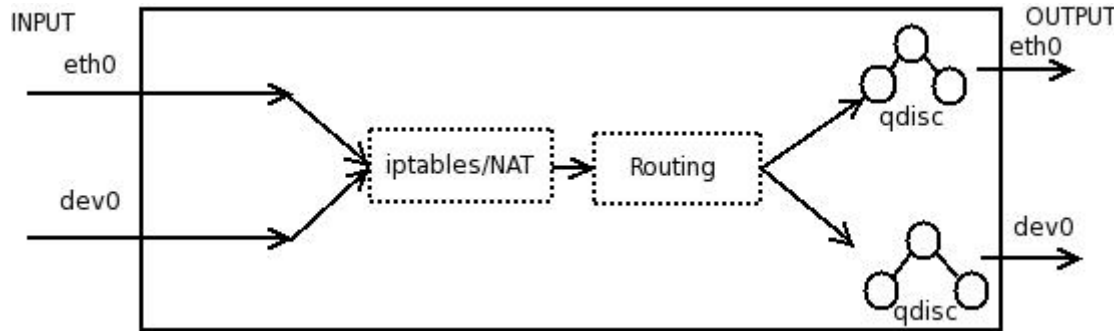 INPUT
OUTPUT
eth0
eth0
qdisc
iptables/NAT
Routing
dev0
dev0
qdisc